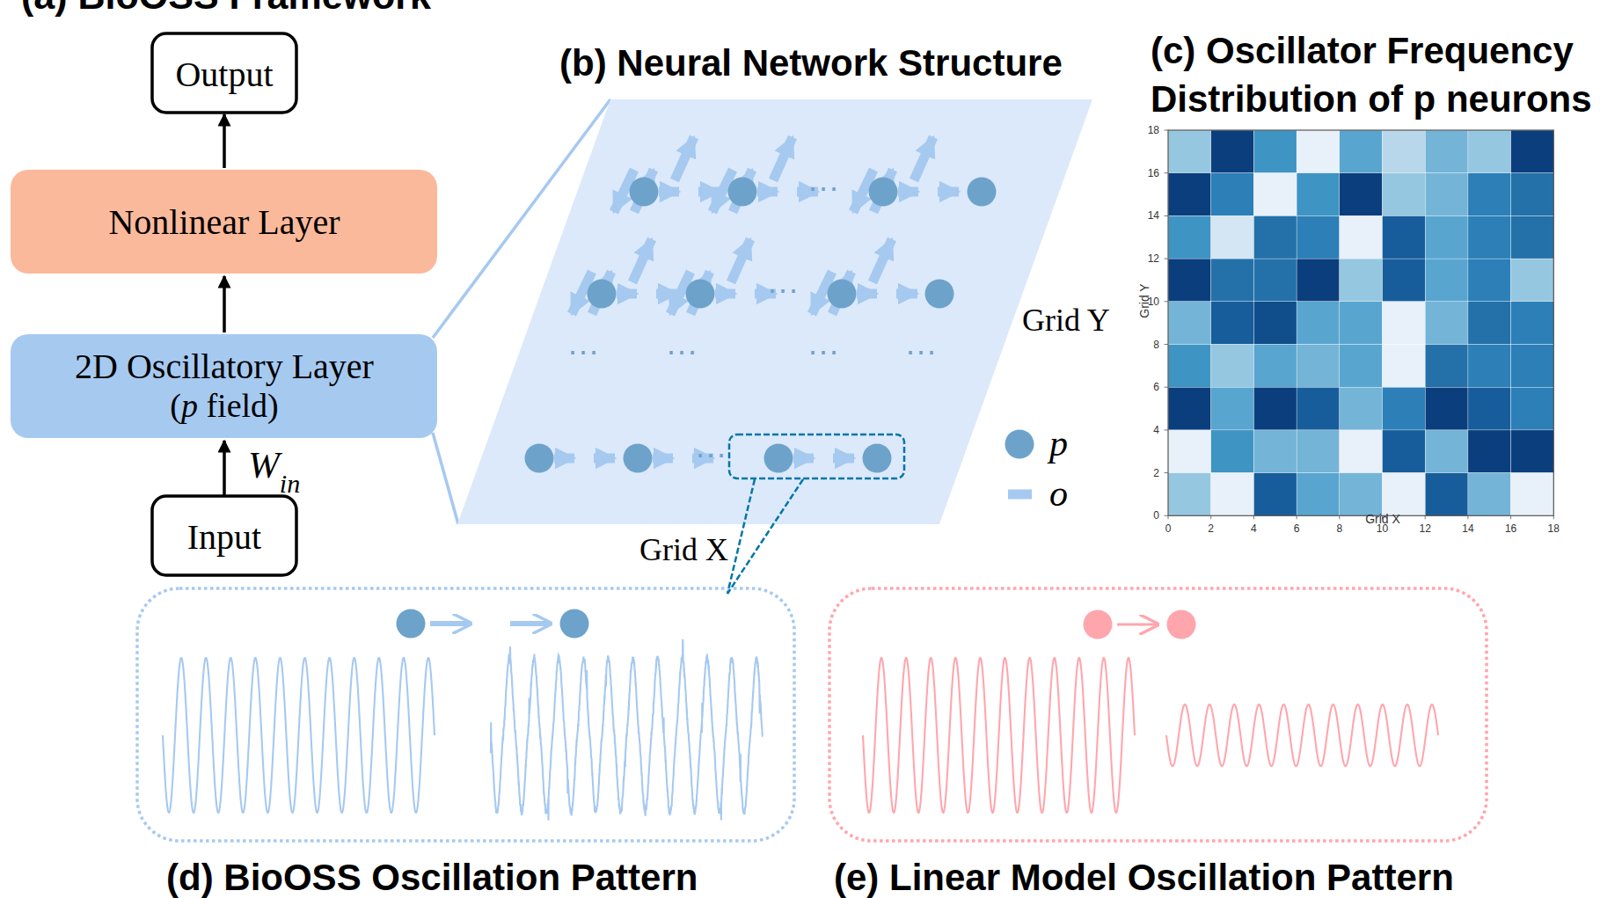 (a) BioOSS Framework
Output
Nonlinear Layer
2D Oscillatory Layer
(p field)
W_in
Input
(b) Neural Network Structure
...
...
... ... ... ...
...
Grid Y
Grid X
p
o
(c) Oscillator Frequency
Distribution of p neurons
18
16
14
12
10
8
6
4
2
0
Grid Y
0 2 4 6 8 10 12 14 16 18
Grid X
(d) BioOSS Oscillation Pattern
(e) Linear Model Oscillation Pattern